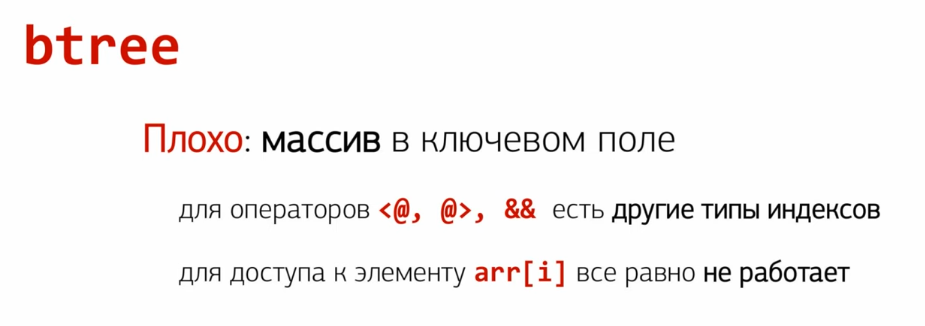 btree
Плохо: массив в ключевом поле
для операторов <@, @>, && есть другие типы индексов
для доступа к элементу arr[i] все равно не работает